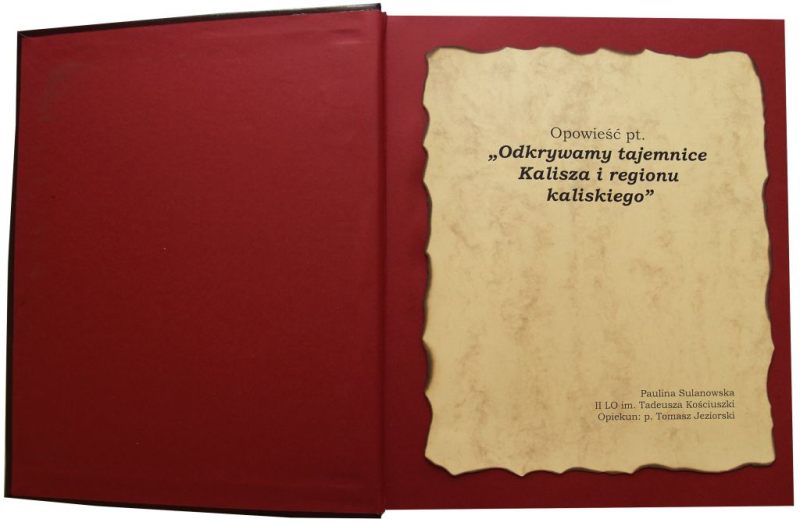 Opowieść pt.
„Odkrywamy tajemnice
Kalisza i regionu
kaliskiego”
Paulina Sulanowska
II LO im. Tadeusza Kościuszki
Opiekun: p. Tomasz Jeziorski